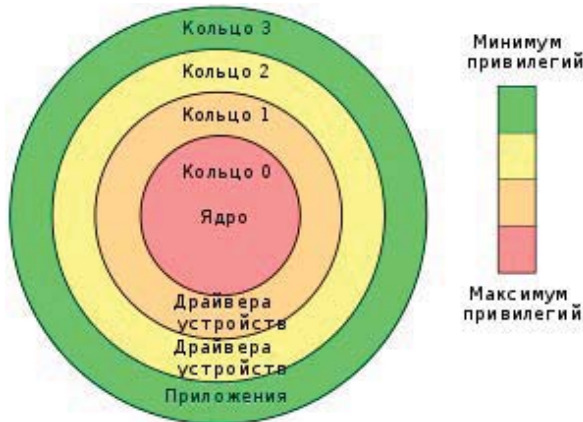 Кольцо 3
Кольцо 2
Кольцо 1
Кольцо 0
Ядро
Драйвера
устройств
Драйвера
устройств
Приложения
Минимум
привилегий
Максимум
привилегий